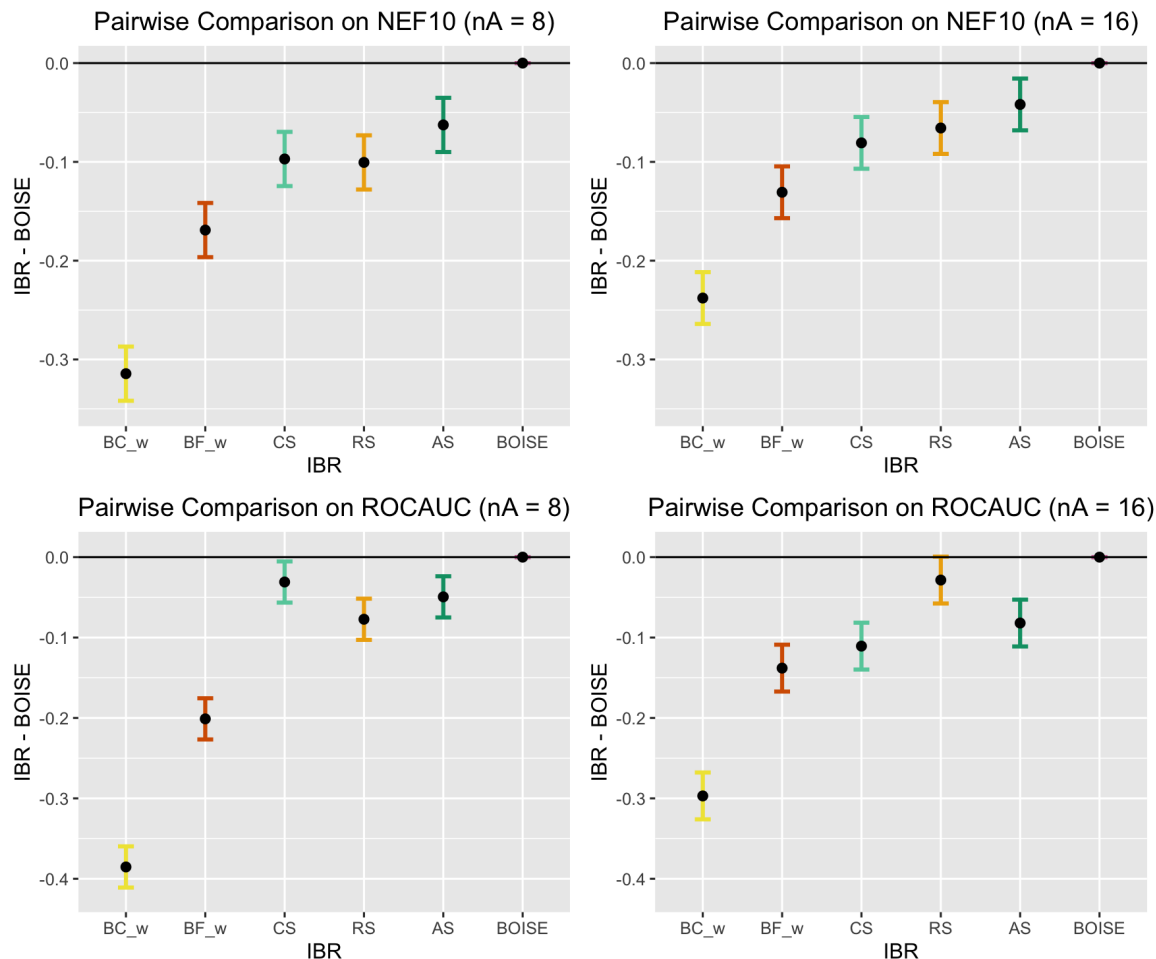 Pairwise Comparison on NEF10 (nA = 8)
IBR - BOISE
0.0
-0.1
-0.2
-0.3
BC_w BF_w CS RS AS BOISE
IBR
Pairwise Comparison on NEF10 (nA = 16)
IBR - BOISE
0.0
-0.1
-0.2
-0.3
BC_w BF_w CS RS AS BOISE
IBR
Pairwise Comparison on ROCAUC (nA = 8)
IBR - BOISE
0.0
-0.1
-0.2
-0.3
-0.4
BC_w BF_w CS RS AS BOISE
IBR
Pairwise Comparison on ROCAUC (nA = 16)
IBR - BOISE
0.0
-0.1
-0.2
-0.3
-0.4
BC_w BF_w CS RS AS BOISE
IBR